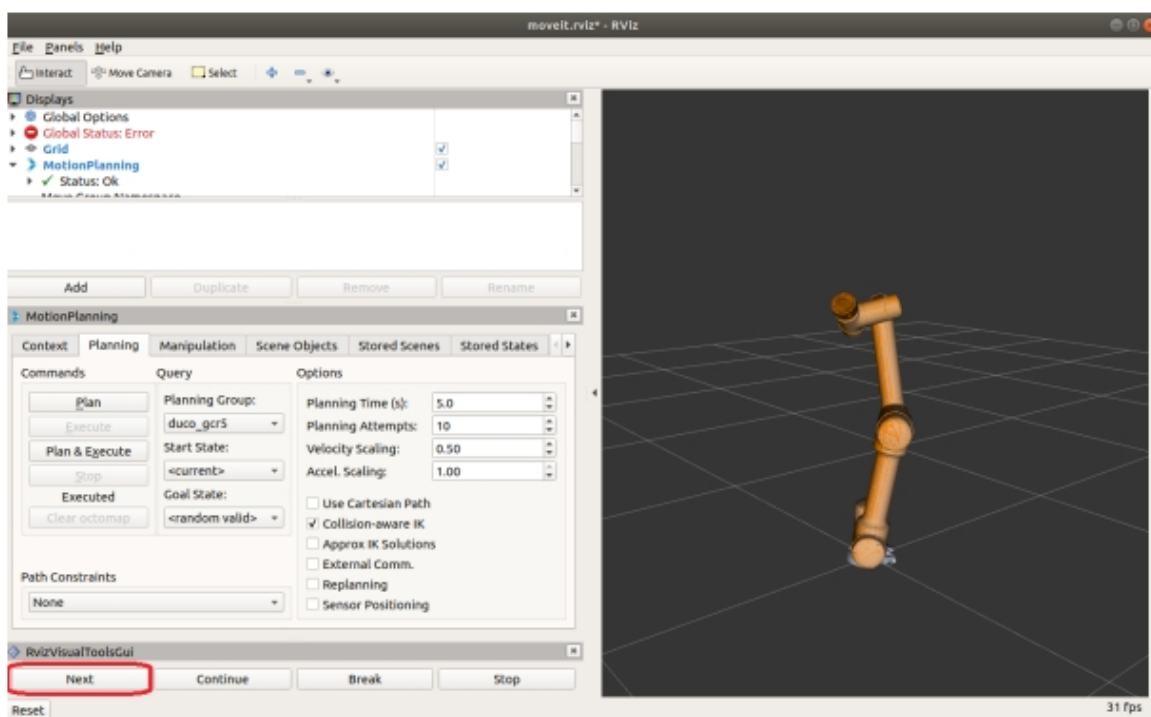 moveit.rviz* - RViz
File Panels Help
Interact Move Camera Select
Displays
Global Options
Global Status: Error
Grid
MotionPlanning
Status: Ok
Move Group Namespace
Add Duplicate Remove Rename
MotionPlanning
Context Planning Manipulation Scene Objects Stored Scenes Stored States
Commands Query Options
Plan Planning Group: Planning Time (s): 5.0
Execute duco_gcr5 Planning Attempts: 10
Plan & Execute Start State: Velocity Scaling: 0.50
Stop <current> Accel. Scaling: 1.00
Executed Goal State: Use Cartesian Path
Clear octomap <random valid> Collision-aware IK
Approx IK Solutions
External Comm.
Path Constraints Replanning
None Sensor Positioning
RvizVisualToolsGui
Next Continue Break Stop
Reset 31 fps